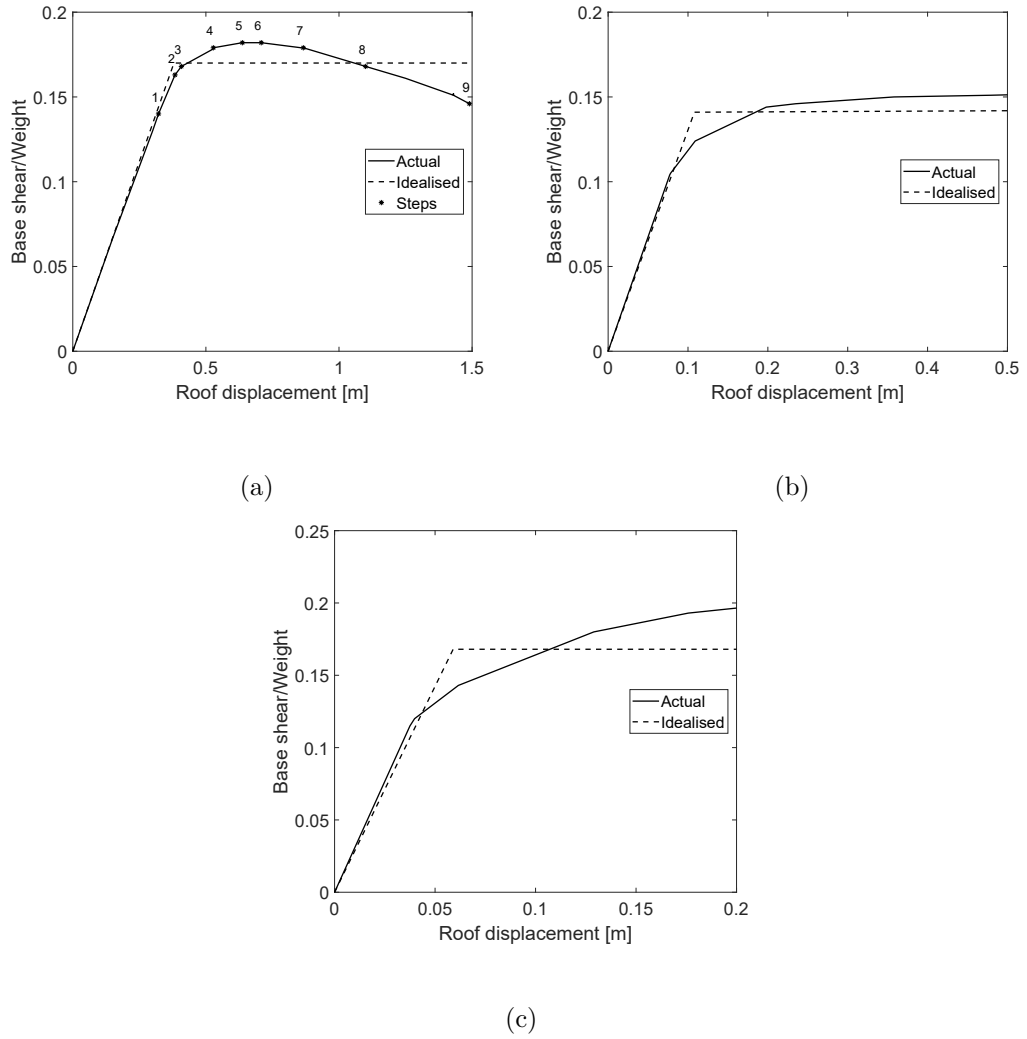 0.2
0.15
0.1
0.05
0
0
0.5
1
1.5
Base shear/Weight
Roof displacement [m]
1
2
3
4
5
6
7
8
9
Actual
Idealised
Steps
(a)
0.2
0.15
0.1
0.05
0
0
0.1
0.2
0.3
0.4
0.5
Base shear/Weight
Roof displacement [m]
Actual
Idealised
(b)
0.25
0.2
0.15
0.1
0.05
0
0
0.05
0.1
0.15
0.2
Base shear/Weight
Roof displacement [m]
Actual
Idealised
(c)